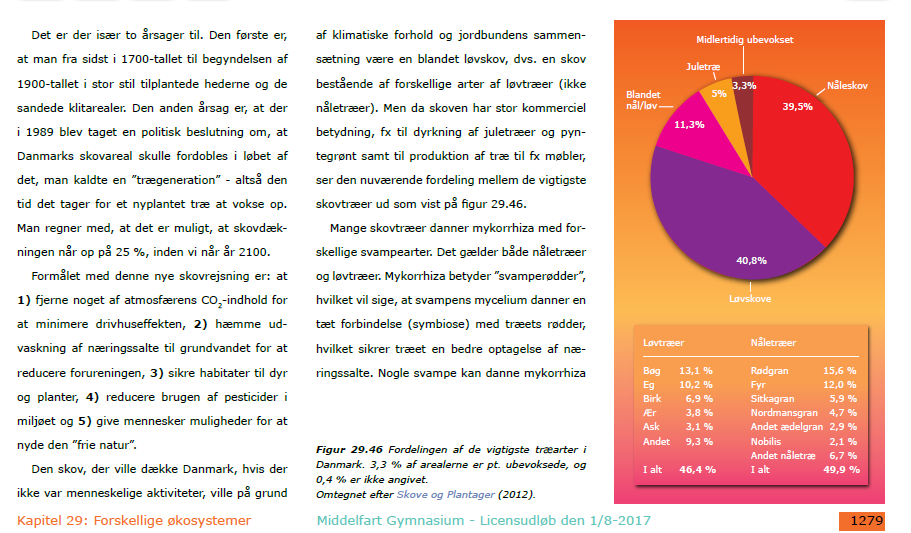 Det er der især to årsager til. Den første er,
at man fra sidst i 1700-tallet til begyndelsen af
1900-tallet i stor stil tilplantede hederne og de
sandede klitarealer. Den anden årsag er, at der
i 1989 blev taget en politisk beslutning om, at
Danmarks skovareal skulle fordobles i løbet af
det, man kaldte en ”trægeneration” - altså den
tid det tager for et nyplantet træ at vokse op.
Man regner med, at det er muligt, at skovdæk-
ningen når op på 25 %, inden vi når år 2100.
Formålet med denne nye skovrejsning er: at
1) fjerne noget af atmosfærens CO₂-indhold for
at minimere drivhuseffekten, 2) hæmme ud-
vaskning af næringssalte til grundvandet for at
reducere forureningen, 3) sikre habitater til dyr
og planter, 4) reducere brugen af pesticider i
miljøet og 5) give mennesker muligheder for at
nyde den ”frie natur”.
Den skov, der ville dække Danmark, hvis der
ikke var menneskelige aktiviteter, ville på grund
af klimatiske forhold og jordbundens sammen-
sætning være en blandet løvskov, dvs. en skov
bestående af forskellige arter af løvtræer (ikke
nåletræer). Men da skoven har stor kommerciel
betydning, fx til dyrkning af juletræer og pyn-
tegrønt samt til produktion af træ til fx møbler,
ser den nuværende fordeling mellem de vigtigste
skovtræer ud som vist på figur 29.46.
Mange skovtræer danner mykorrhiza med for-
skellige svampearter. Det gælder både nåletræer
og løvtræer. Mykorrhiza betyder ”svamperødder”,
hvilket vil sige, at svampens mycelium danner en
tæt forbindelse (symbiose) med træets rødder,
hvilket sikrer træet en bedre optagelse af næ-
ringssalte. Nogle svampe kan danne mykorrhiza
Figur 29.46 Fordelingen af de vigtigste træarter i
Danmark. 3,3 % af arealerne er pt. ubevoksede, og
0,4 % er ikke angivet.
Omtegnet efter Skove og Plantager (2012).
Midlertidig ubevokset
Juletræ
Nåleskov
Blandet
nål/løv
3,3%
5%
39,5%
11,3%
40,8%
Løvskove
Løvtræer Nåletræer
Bøg 13,1 % Rødgran 15,6 %
Eg 10,2 % Fyr 12,0 %
Birk 6,9 % Sitkagran 5,9 %
Ær 3,8 % Nordmansgran 4,7 %
Ask 3,1 % Andet ædelgran 2,9 %
Andet 9,3 % Nobilis 2,1 %
Andet nåletræ 6,7 %
I alt 46,4 % I alt 49,9 %
Kapitel 29: Forskellige økosystemer Middelfart Gymnasium - Licensudløb den 1/8-2017 1279